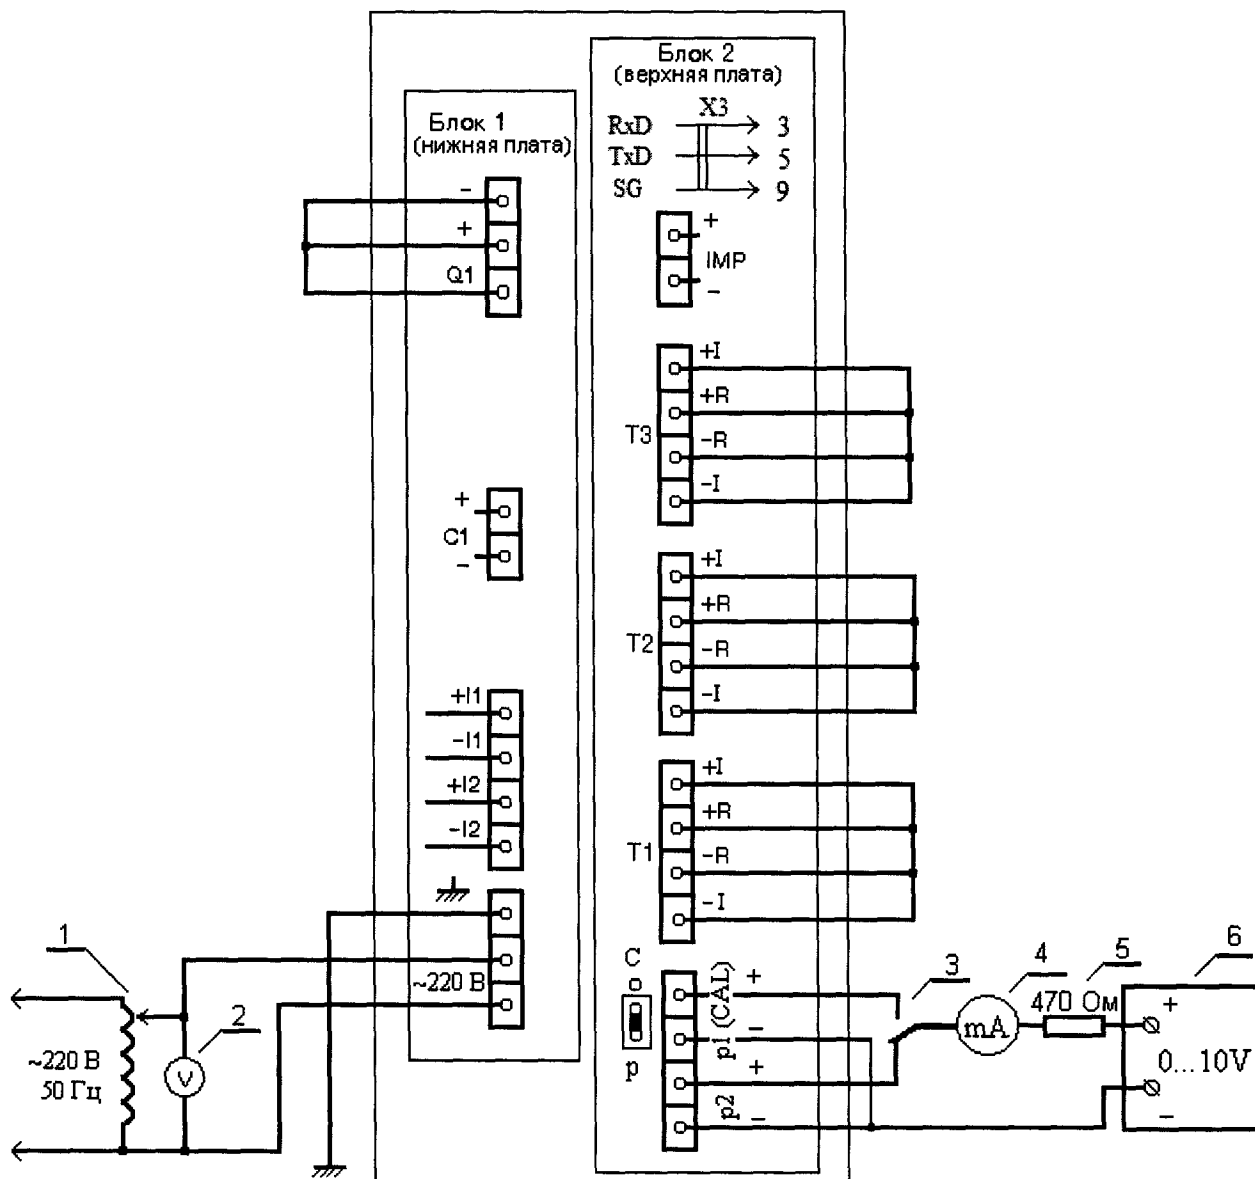 Блок 2
(верхняя плата)
X3
RxD 3
TxD 5
SG 9
+
IMP
−
+I
+R
T3
−R
−I
+I
+R
T2
−R
−I
+I
+R
T1
−R
−I
C
p
p1 (CAL)
+
−
p2
+
−
Блок 1
(нижняя плата)
-
+
Q1
+
C1
−
+I1
−I1
+I2
−I2
~220 В
1
2
V
~220 В
50 Гц
3
4
mA
5
470 Ом
6
+
0...10V
−